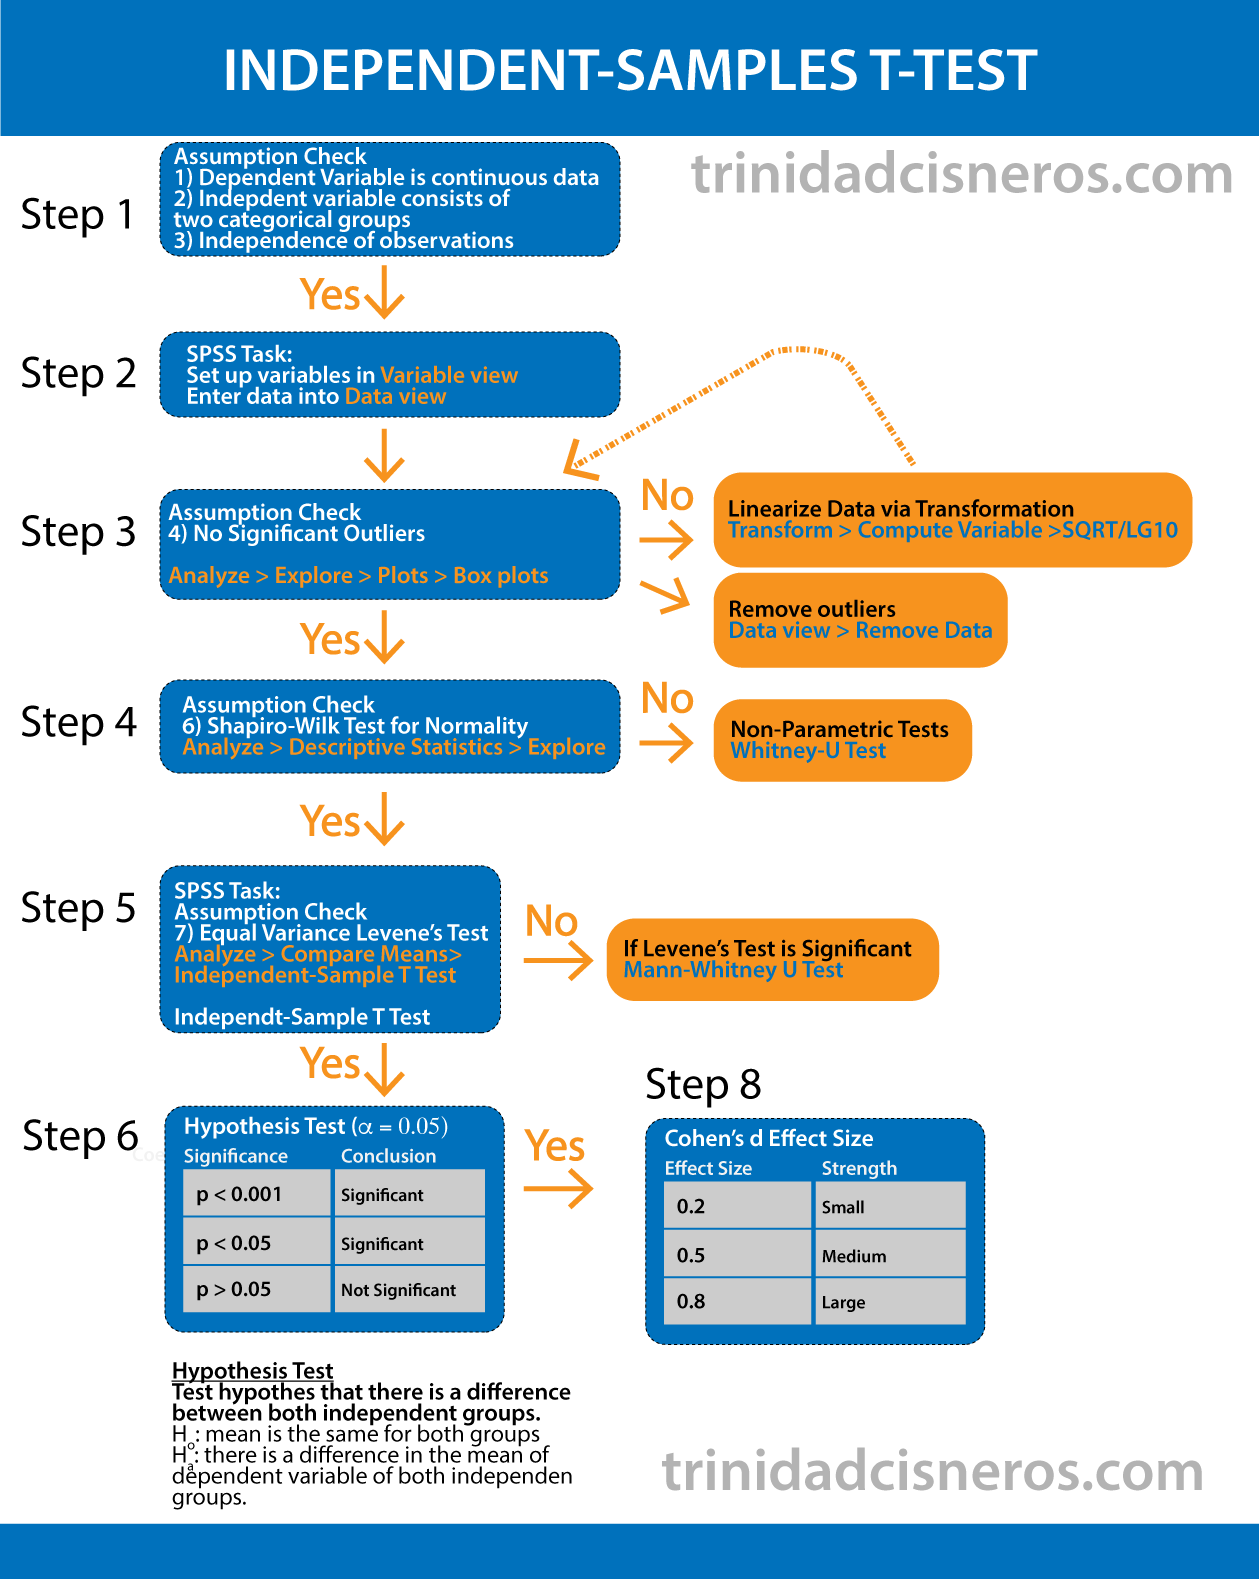 INDEPENDENT-SAMPLES T-TEST
trinidadcisneros.com
Step 1
Assumption Check
1) Dependent Variable is continuous data
2) Indepdent variable consists of
two categorical groups
3) Independence of observations
Yes
Step 2
SPSS Task:
Set up variables in Variable view
Enter data into Data view
Step 3
Assumption Check
4) No Significant Outliers
Analyze > Explore > Plots > Box plots
No
Linearize Data via Transformation
Transform > Compute Variable >SQRT/LG10
Remove outliers
Data view > Remove Data
Yes
Step 4
Assumption Check
6) Shapiro-Wilk Test for Normality
Analyze > Descriptive Statistics > Explore
No
Non-Parametric Tests
Whitney-U Test
Yes
Step 5
SPSS Task:
Assumption Check
7) Equal Variance Levene's Test
Analyze > Compare Means>
Independent-Sample T Test
Independt-Sample T Test
No
If Levene's Test is Significant
Mann-Whitney U Test
Yes
Step 6
Hypothesis Test (α = 0.05)
Significance Conclusion
p < 0.001 Significant
p < 0.05 Significant
p > 0.05 Not Significant
Yes
Step 8
Cohen's d Effect Size
Effect Size Strength
0.2 Small
0.5 Medium
0.8 Large
Hypothesis Test
Test hypothes that there is a difference
between both independent groups.
Ho: mean is the same for both groups
Ha: there is a difference in the mean of
dependent variable of both independen
groups.
trinidadcisneros.com